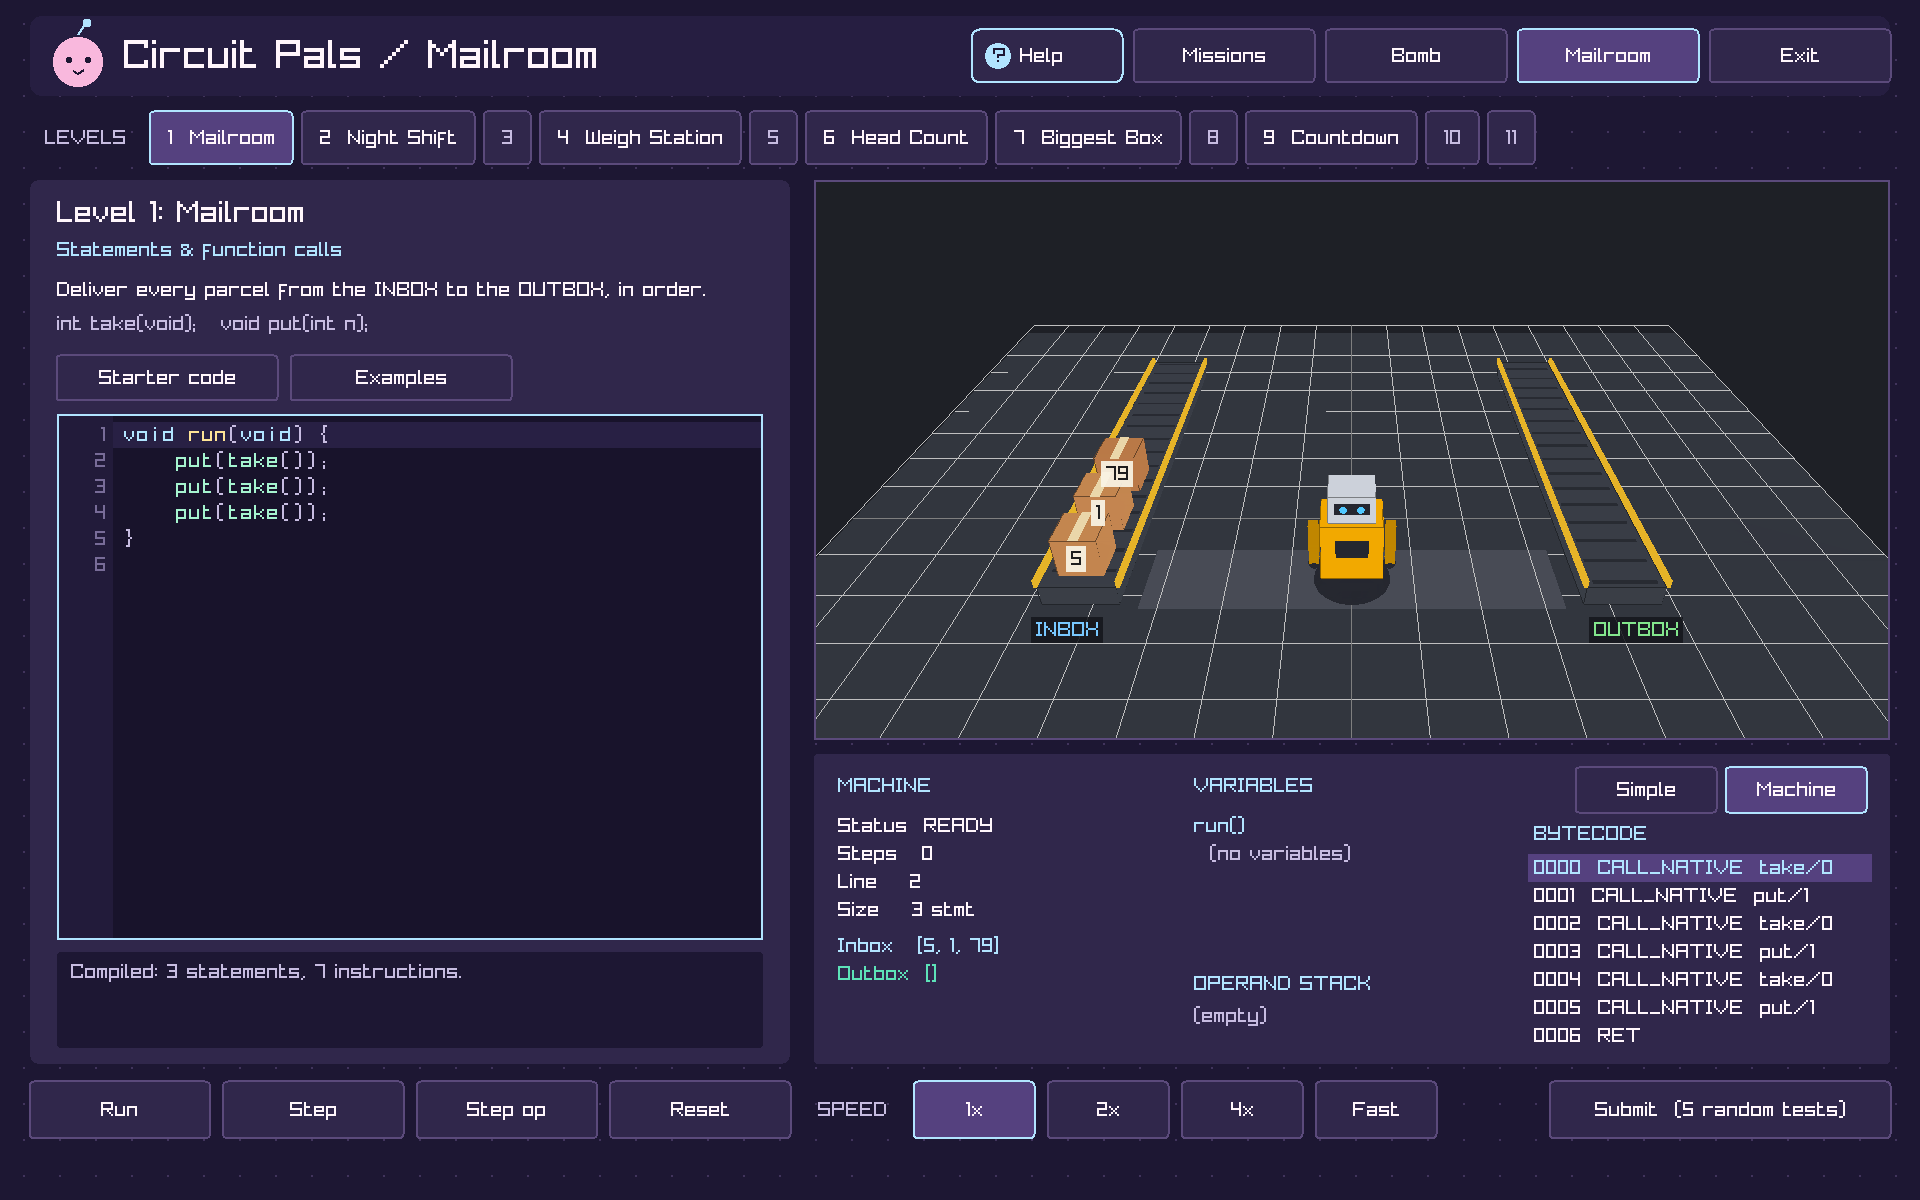 Circuit Pals / Mailroom
? Help
Missions
Bomb
Mailroom
Exit
LEVELS
1 Mailroom
2 Night Shift
3
4 Weigh Station
5
6 Head Count
7 Biggest Box
8
9 Countdown
10
11
Level 1: Mailroom
Statements & function calls
Deliver every parcel from the INBOX to the OUTBOX, in order.
int take(void);  void put(int n);
Starter code
Examples
1 void run(void) {
2     put(take());
3     put(take());
4     put(take());
5 }
6
Compiled: 3 statements, 7 instructions.
79
1
5
INBOX
OUTBOX
MACHINE
Status READY
Steps 0
Line 2
Size 3 stmt
Inbox [5, 1, 79]
Outbox []
VARIABLES
run()
(no variables)
OPERAND STACK
(empty)
Simple
Machine
BYTECODE
0000 CALL_NATIVE take/0
0001 CALL_NATIVE put/1
0002 CALL_NATIVE take/0
0003 CALL_NATIVE put/1
0004 CALL_NATIVE take/0
0005 CALL_NATIVE put/1
0006 RET
Run
Step
Step op
Reset
SPEED
1x
2x
4x
Fast
Submit (5 random tests)